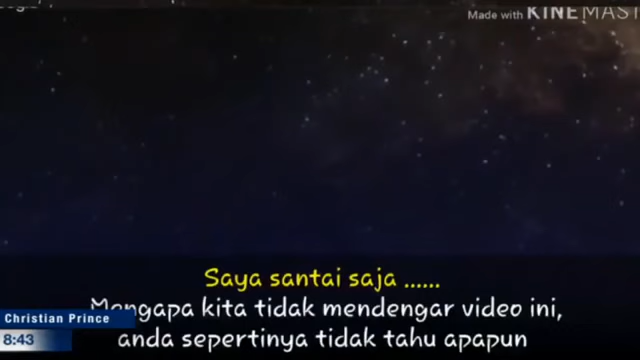 Made with KINEMAST
Saya santai saja ......
Mengapa kita tidak mendengar video ini,
anda sepertinya tidak tahu apapun
Christian Prince
8:43